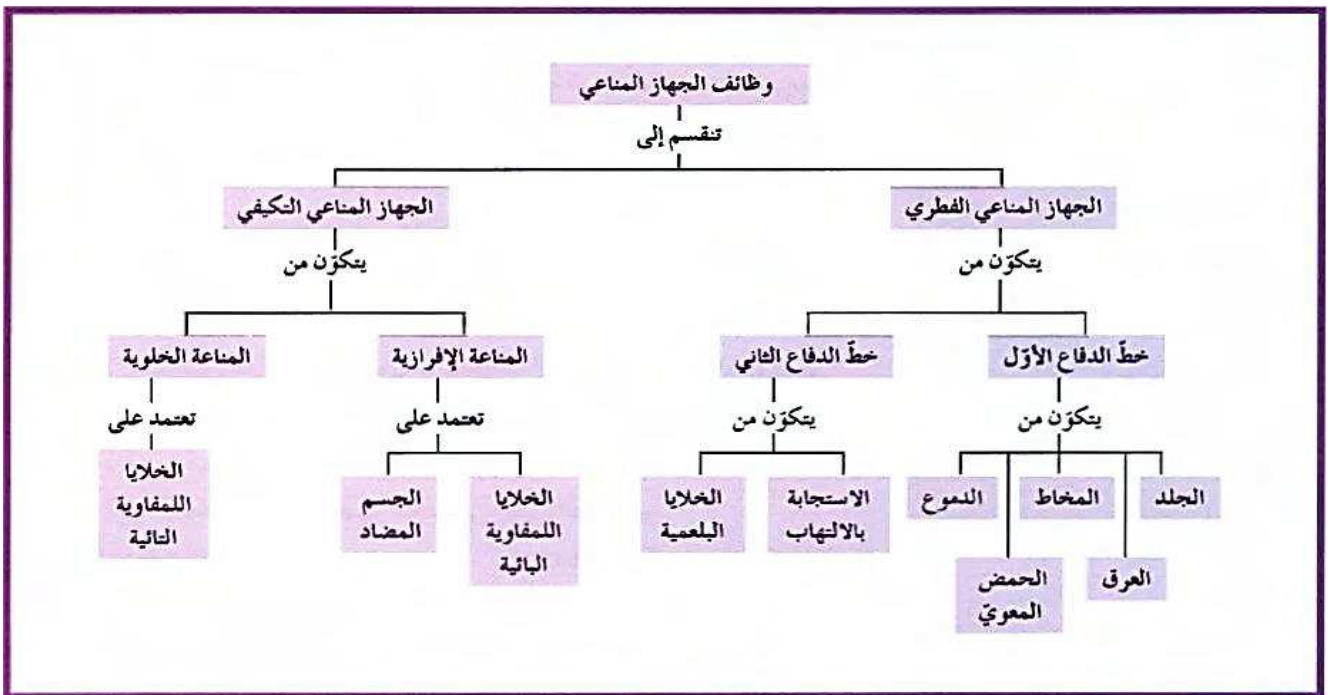 وظائف الجهاز المناعي
تنقسم إلى
الجهاز المناعي الفطري
الجهاز المناعي التكيفي
يتكوّن من
يتكوّن من
خطّ الدفاع الأوّل
خطّ الدفاع الثاني
المناعة الإفرازية
المناعة الخلوية
يتكوّن من
يتكوّن من
تعتمد على
تعتمد على
الجلد
العرق
المخاط
الحمض
المعويّ
الدموع
الاستجابة
بالالتهاب
الخلايا
البلعمية
الخلايا
اللمفاوية
البائية
الجسم
المضاد
الخلايا
اللمفاوية
التائية